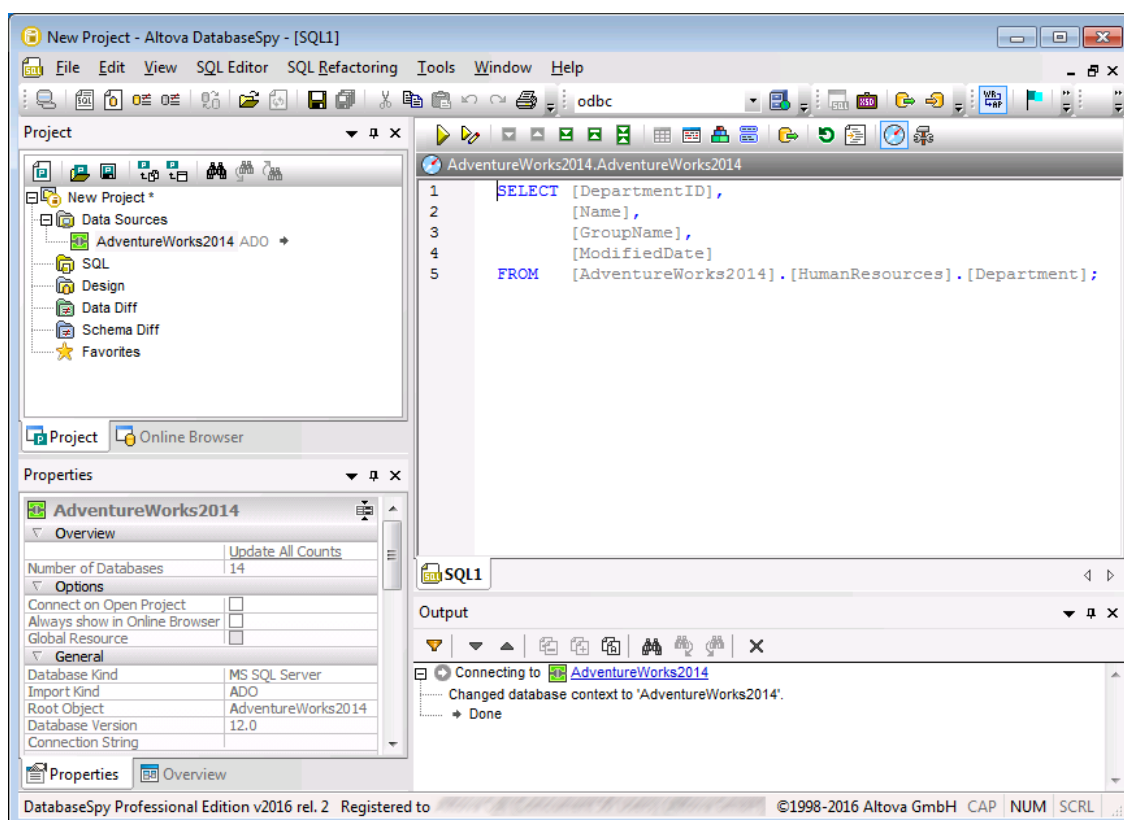 New Project - Altova DatabaseSpy - [SQL1]
File Edit View SQL Editor SQL Refactoring Tools Window Help
odbc
Project
New Project *
Data Sources
AdventureWorks2014 ADO
SQL
Design
Data Diff
Schema Diff
Favorites
Project Online Browser
Properties
AdventureWorks2014
Overview
Update All Counts
Number of Databases 14
Options
Connect on Open Project
Always show in Online Browser
Global Resource
General
Database Kind MS SQL Server
Import Kind ADO
Root Object AdventureWorks2014
Database Version 12.0
Connection String
Properties Overview
AdventureWorks2014.AdventureWorks2014
1 SELECT [DepartmentID],
2 [Name],
3 [GroupName],
4 [ModifiedDate]
5 FROM [AdventureWorks2014].[HumanResources].[Department];
SQL1
Output
Connecting to AdventureWorks2014
Changed database context to 'AdventureWorks2014'.
Done
DatabaseSpy Professional Edition v2016 rel. 2 Registered to ©1998-2016 Altova GmbH CAP NUM SCRL